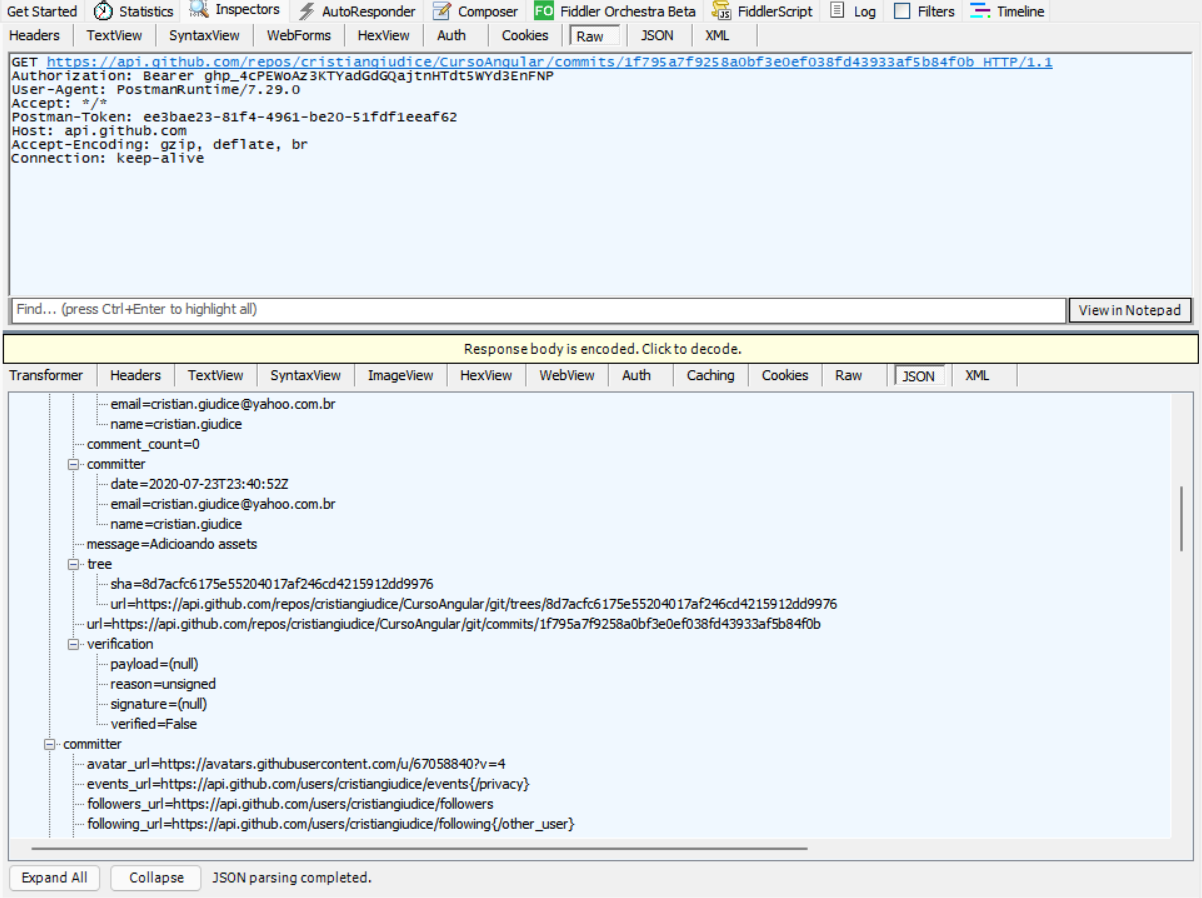 Get Started Statistics Inspectors AutoResponder Composer FO Fiddler Orchestra Beta FiddlerScript Log Filters Timeline
Headers TextView SyntaxView WebForms HexView Auth Cookies Raw JSON XML
GET https://api.github.com/repos/cristiangiudice/CursoAngular/commits/1f795a7f9258a0bf3e0ef038fd43933af5b84f0b HTTP/1.1
Authorization: Bearer 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
User-Agent: PostmanRuntime/7.29.0
Accept: */*
Postman-Token: ee3bae23-81f4-4961-be20-51fdf1eeaf62
Host: api.github.com
Accept-Encoding: gzip, deflate, br
Connection: keep-alive
Find... (press Ctrl+Enter to highlight all) View in Notepad
Response body is encoded. Click to decode.
Transformer Headers TextView SyntaxView ImageView HexView WebView Auth Caching Cookies Raw JSON XML
email=cristian.giudice@yahoo.com.br
name=cristian.giudice
comment_count=0
committer
date=2020-07-23T23:40:52Z
email=cristian.giudice@yahoo.com.br
name=cristian.giudice
message=Adicioando assets
tree
sha=8d7acfc6175e55204017af246cd4215912dd9976
url=https://api.github.com/repos/cristiangiudice/CursoAngular/git/trees/8d7acfc6175e55204017af246cd4215912dd9976
url=https://api.github.com/repos/cristiangiudice/CursoAngular/git/commits/1f795a7f9258a0bf3e0ef038fd43933af5b84f0b
verification
payload=(null)
reason=unsigned
signature=(null)
verified=False
committer
avatar_url=https://avatars.githubusercontent.com/u/67058840?v=4
events_url=https://api.github.com/users/cristiangiudice/events{/privacy}
followers_url=https://api.github.com/users/cristiangiudice/followers
following_url=https://api.github.com/users/cristiangiudice/following{/other_user}
Expand All Collapse JSON parsing completed.